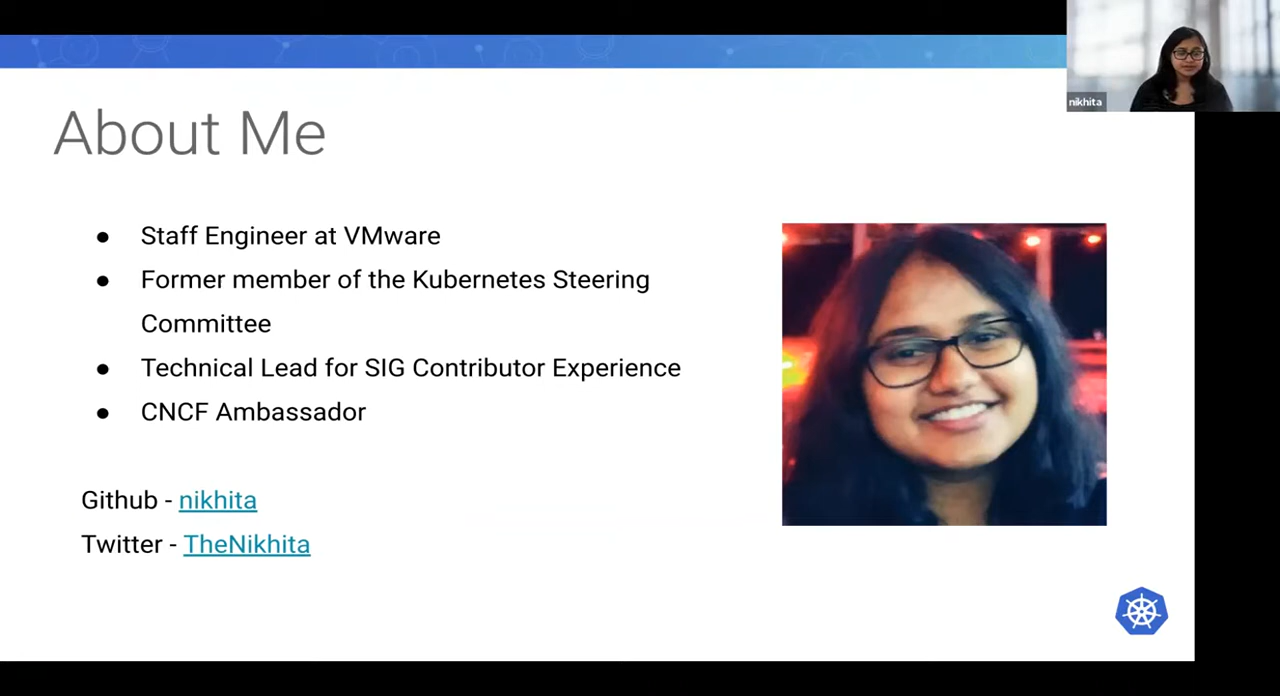 nikhita
About Me
● Staff Engineer at VMware
● Former member of the Kubernetes Steering
Committee
● Technical Lead for SIG Contributor Experience
● CNCF Ambassador
Github - nikhita
Twitter - TheNikhita